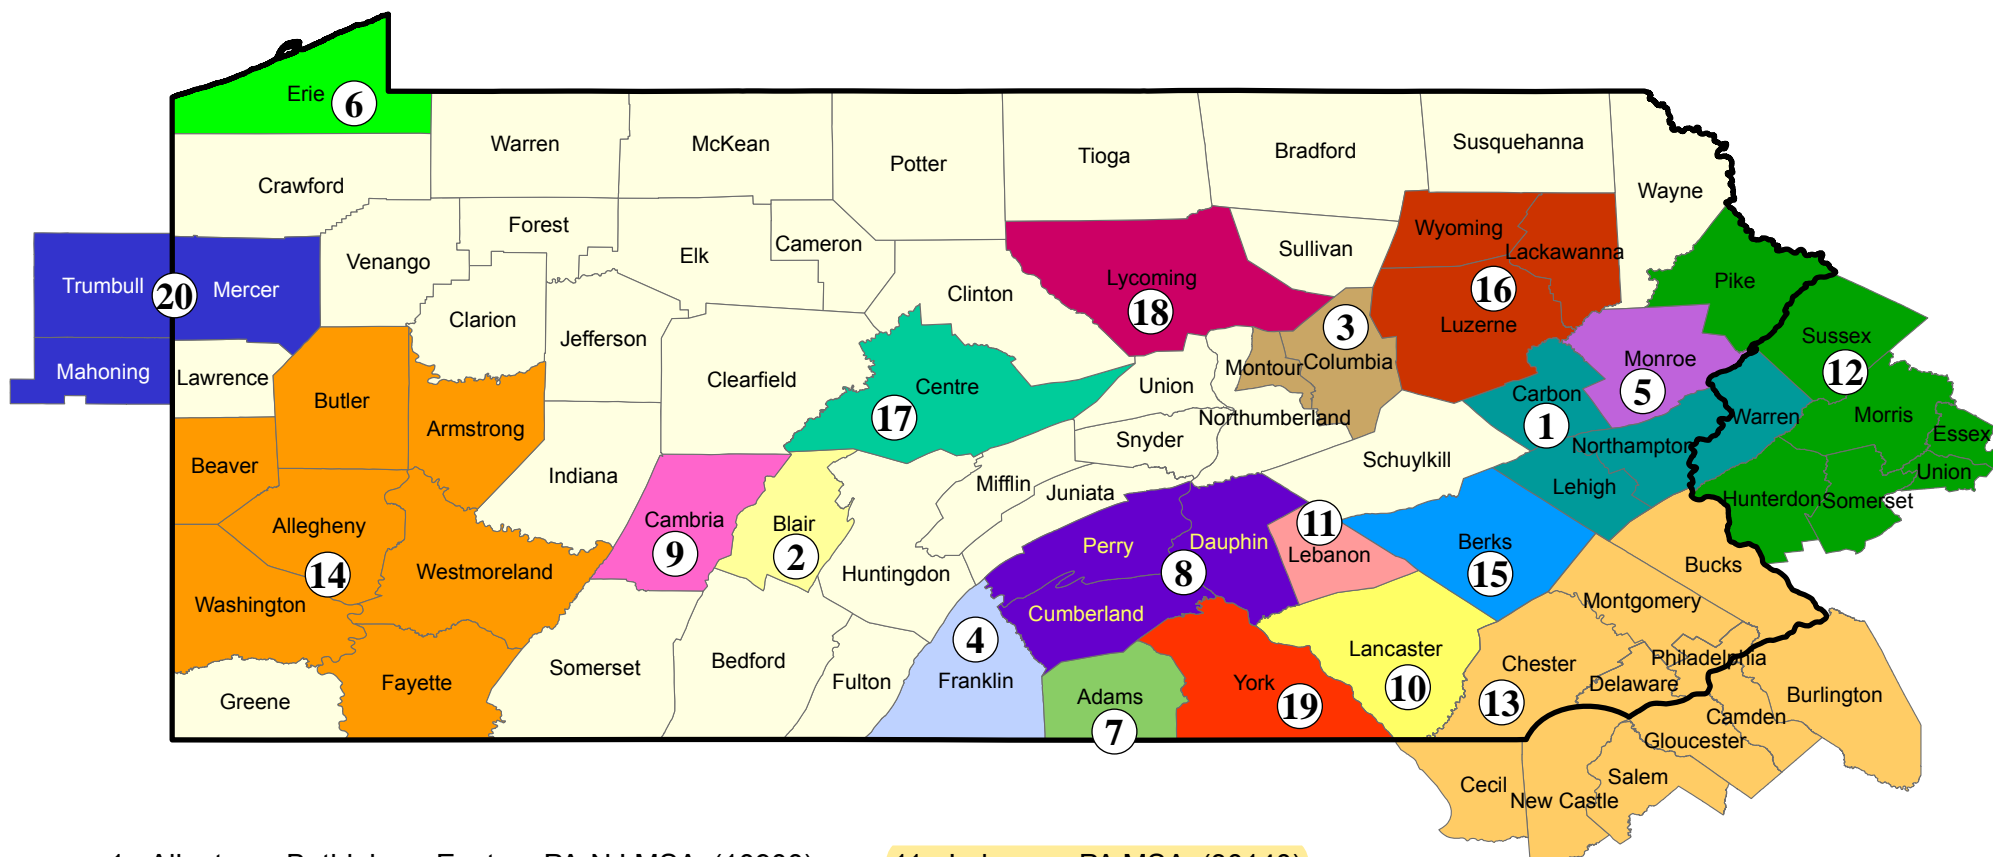 Erie 6
Warren
McKean
Potter
Tioga
Bradford
Susquehanna
Wayne
Crawford
Forest
Venango
Elk
Cameron
Sullivan
Wyoming
Lackawanna
Pike
Trumbull 20 Mercer
Clarion
Jefferson
Clinton
Lycoming
18
16
Luzerne
3
Columbia
Montour
Monroe
5
Sussex
12
Mahoning
Lawrence
Butler
Armstrong
Clearfield
Centre
17
Union
Northumberland
Snyder
Carbon
1
Northampton
Warren
Morris
Essex
Union
Beaver
Indiana
Mifflin
Juniata
Schuylkill
Lehigh
Hunterdon
Somerset
Allegheny
14
Westmoreland
Cambria
9
Blair
2
Huntingdon
Perry
Dauphin
8
Cumberland
11
Lebanon
Berks
15
Bucks
Montgomery
Washington
Greene
Fayette
Somerset
Bedford
Fulton
4
Franklin
Adams
7
York
19
Lancaster
10
Chester
13
Delaware
Philadelphia
Burlington
Camden
Gloucester
Salem
Cecil
New Castle